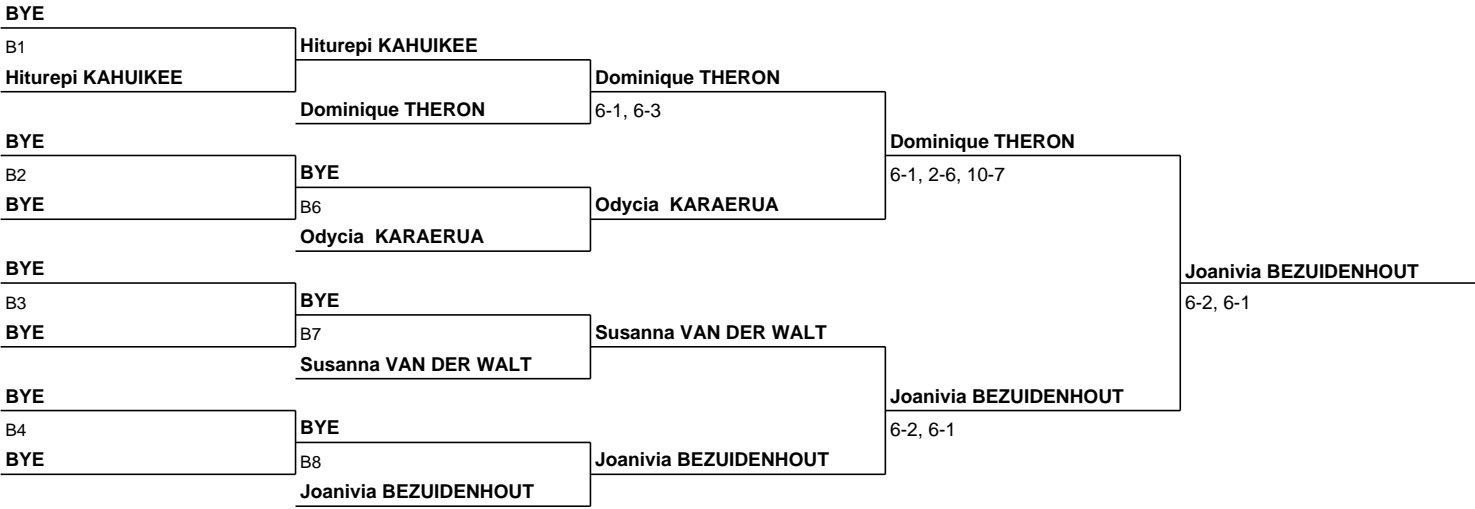 BYE
B1
Hiturepi KAHUIKEE
BYE
B2
BYE
BYE
B3
BYE
BYE
B4
BYE
Hiturepi KAHUIKEE
Dominique THERON
BYE
B6
Odycia KARAERUA
BYE
B7
Susanna VAN DER WALT
BYE
B8
Joanivia BEZUIDENHOUT
Dominique THERON
6-1, 6-3
Odycia KARAERUA
Susanna VAN DER WALT
Joanivia BEZUIDENHOUT
Dominique THERON
6-1, 2-6, 10-7
Joanivia BEZUIDENHOUT
6-2, 6-1
Joanivia BEZUIDENHOUT
6-2, 6-1